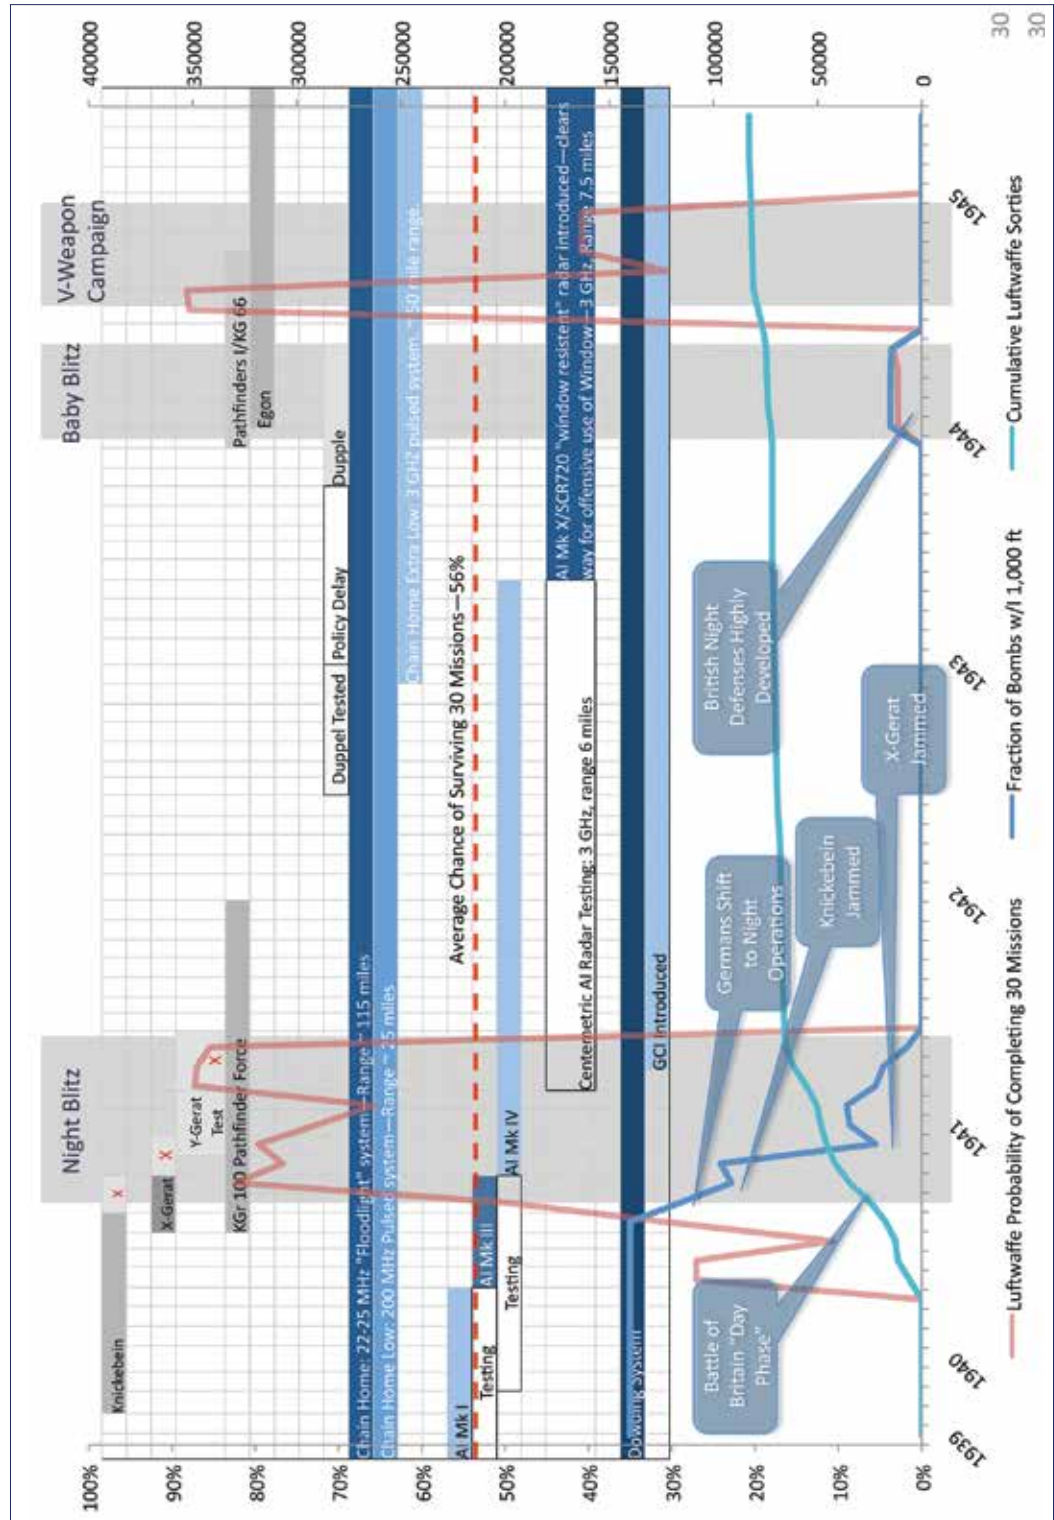 Night Blitz
Baby Blitz
V-Weapon
Campaign
100%
90%
80%
70%
60%
50%
40%
30%
20%
10%
0%
400000
350000
300000
250000
200000
150000
100000
50000
0
Knickebein
X
X-Gerat
X
Y-Gerat
Test
X
KGr 100 Pathfinder Force
Pathfinders I/KG 66
Egon
Duppel Tested
Policy Delay
Dupple
Chain Home: 22-25 MHz "Floodlight" system—Range ~ 115 miles
Chain Home Low: 200 MHz Pulsed system—Range ~ 25 miles
Chain Home Extra Low: 3 GHz pulsed system, ~ 50 mile range.
Average Chance of Surviving 30 Missions—56%
AI Mk I
Testing
AI Mk III
Testing
AI Mk IV
Centemetric AI Radar Testing: 3 GHz, range 6 miles
AI Mk X/SCR720 "window resistent" radar introduced—clears
way for offensive use of Window—3 GHz, Range 7.5 miles
Dowding System
GCI Introduced
Battle of
Britain "Day
Phase"
Germans Shift
to Night
Operations
Knickebein
Jammed
X-Gerat
Jammed
British Night
Defenses Highly
Developed
1939
1940
1941
1942
1943
1944
1945
Luftwaffe Probability of Completing 30 Missions
Fraction of Bombs w/I 1,000 ft
Cumulative Luftwaffe Sorties
30
30